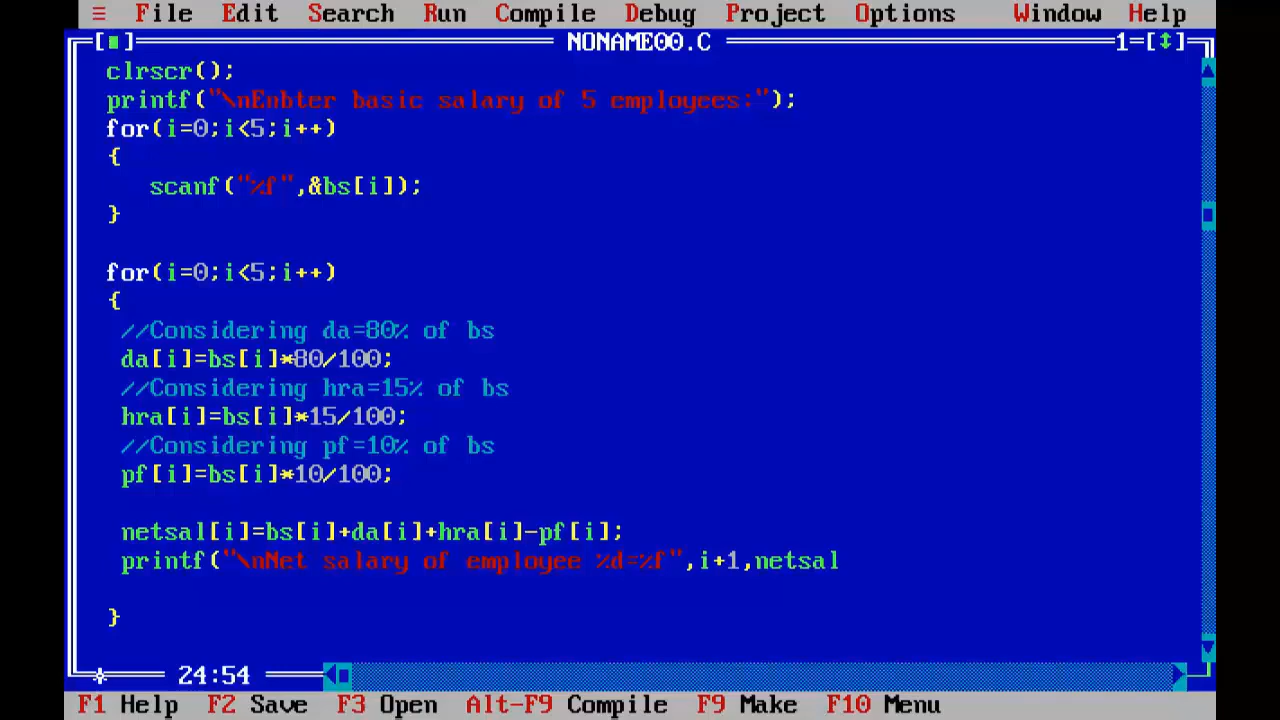 ≡ File Edit Search Run Compile Debug Project Options Window Help
[■] NONAME00.C 1=[↕]
clrscr();
printf("\nEnbter basic salary of 5 employees:");
for(i=0;i<5;i++)
{
scanf("%f",&bs[i]);
}
for(i=0;i<5;i++)
{
//Considering da=80% of bs
da[i]=bs[i]*80/100;
//Considering hra=15% of bs
hra[i]=bs[i]*15/100;
//Considering pf=10% of bs
pf[i]=bs[i]*10/100;
netsal[i]=bs[i]+da[i]+hra[i]-pf[i];
printf("\nNet salary of employee %d=%f",i+1,netsal
}
24:54
F1 Help F2 Save F3 Open Alt-F9 Compile F9 Make F10 Menu